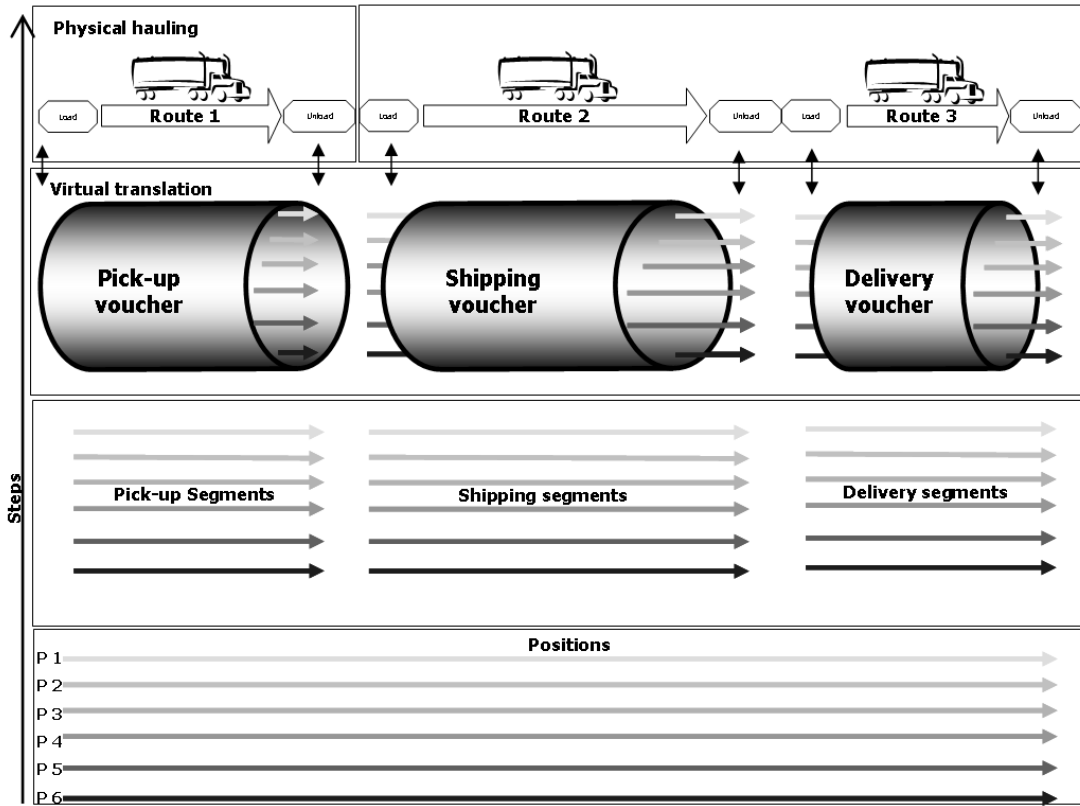 Physical hauling
Load
Route 1
Unload
Load
Route 2
Unload
Load
Route 3
Unload
Virtual translation
Pick-up
voucher
Shipping
voucher
Delivery
voucher
Steps
Pick-up Segments
Shipping segments
Delivery segments
Positions
P 1
P 2
P 3
P 4
P 5
P 6